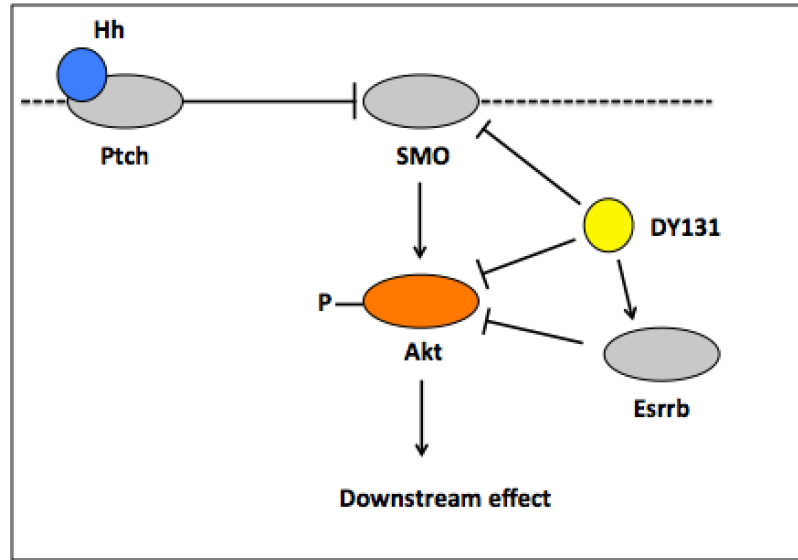 Hh
Ptch
SMO
DY131
P
Akt
Esrrb
Downstream effect